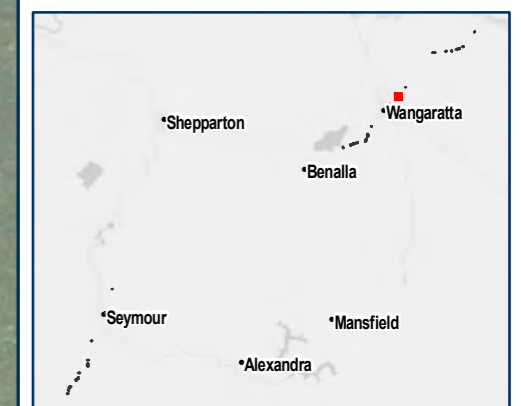 Wangaratta
Shepparton
Benalla
Seymour
Mansfield
Alexandra